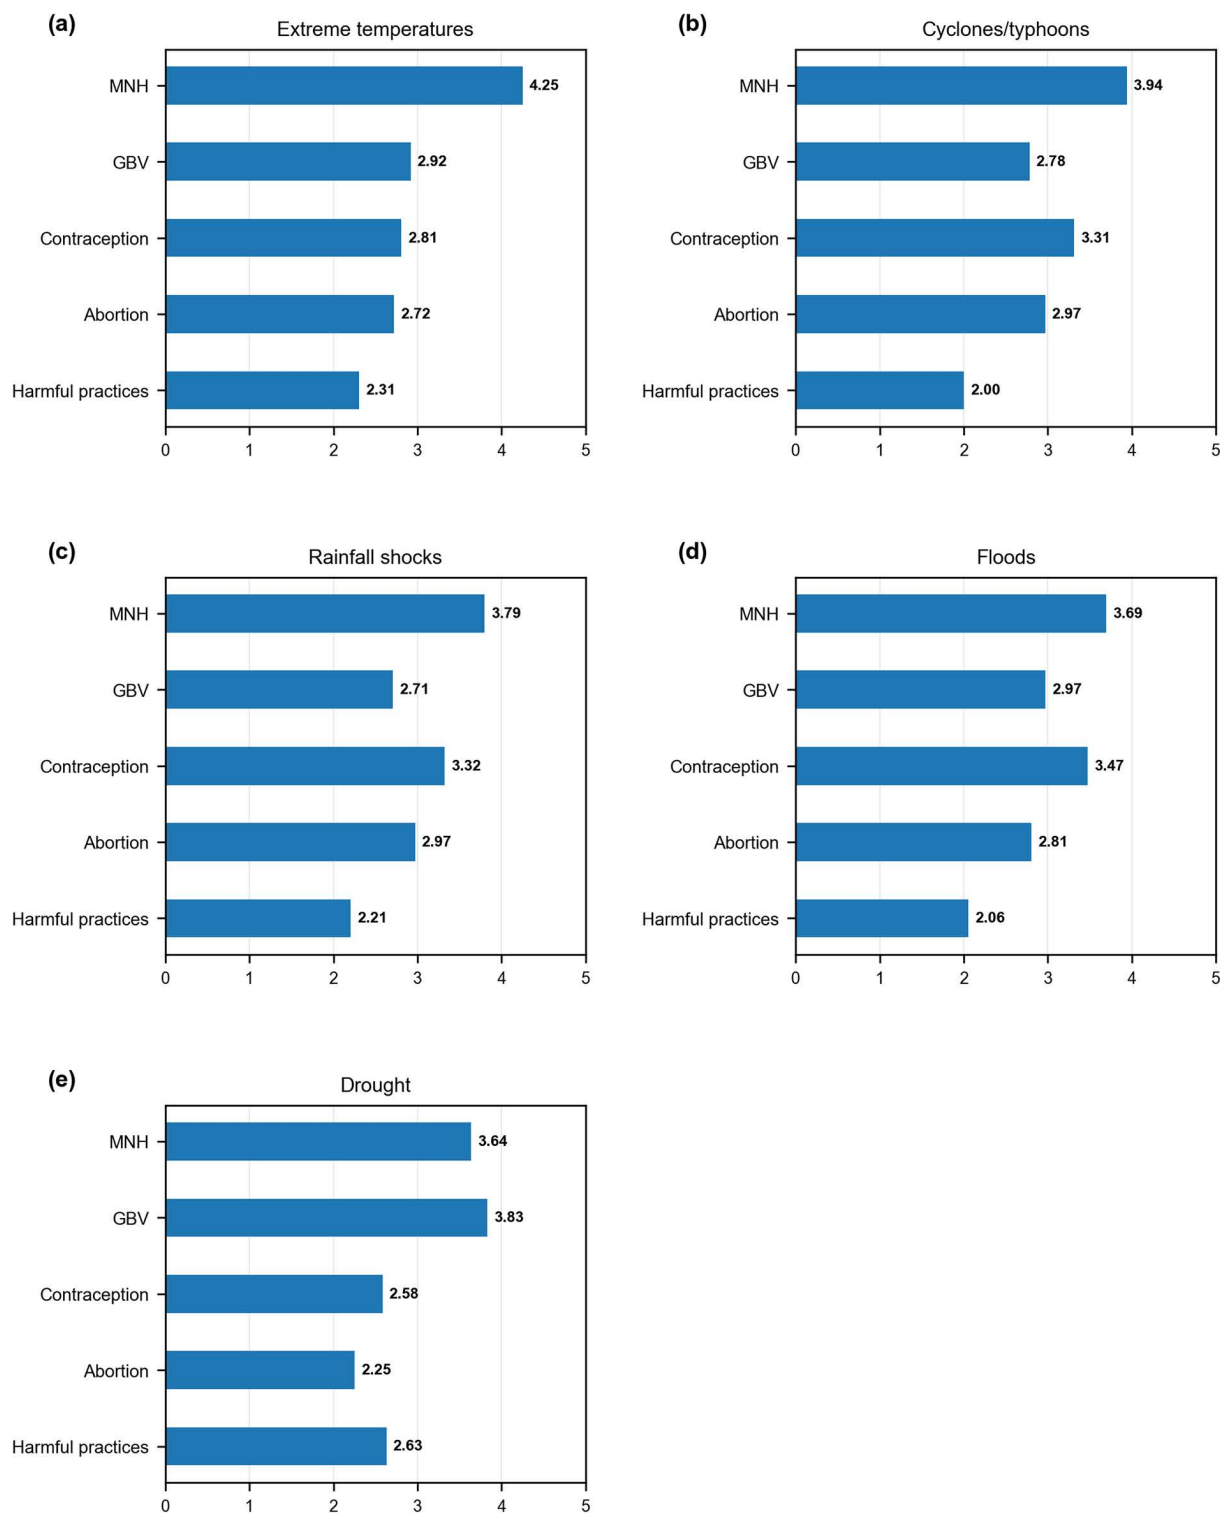 (a)
Extreme temperatures
MNH 4.25
GBV 2.92
Contraception 2.81
Abortion 2.72
Harmful practices 2.31
0 1 2 3 4 5
(b)
Cyclones/typhoons
MNH 3.94
GBV 2.78
Contraception 3.31
Abortion 2.97
Harmful practices 2.00
0 1 2 3 4 5
(c)
Rainfall shocks
MNH 3.79
GBV 2.71
Contraception 3.32
Abortion 2.97
Harmful practices 2.21
0 1 2 3 4 5
(d)
Floods
MNH 3.69
GBV 2.97
Contraception 3.47
Abortion 2.81
Harmful practices 2.06
0 1 2 3 4 5
(e)
Drought
MNH 3.64
GBV 3.83
Contraception 2.58
Abortion 2.25
Harmful practices 2.63
0 1 2 3 4 5